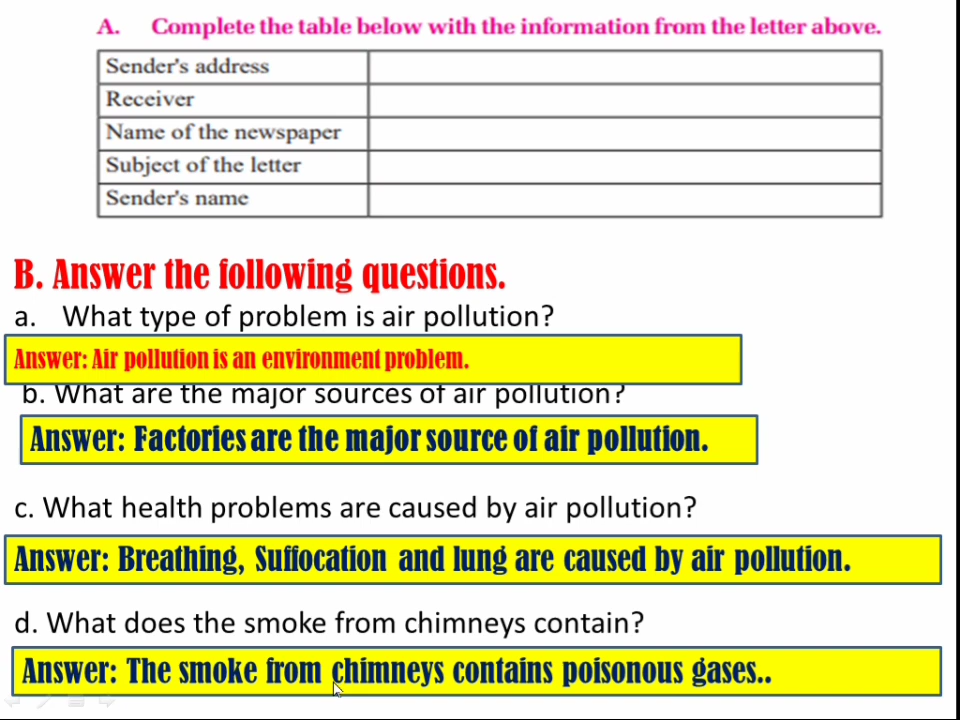 A. Complete the table below with the information from the letter above.
Sender's address
Receiver
Name of the newspaper
Subject of the letter
Sender's name
B. Answer the following questions.
a. What type of problem is air pollution?
Answer: Air pollution is an environment problem.
b. What are the major sources of air pollution?
Answer: Factories are the major source of air pollution.
c. What health problems are caused by air pollution?
Answer: Breathing, Suffocation and lung are caused by air pollution.
d. What does the smoke from chimneys contain?
Answer: The smoke from chimneys contains poisonous gases..